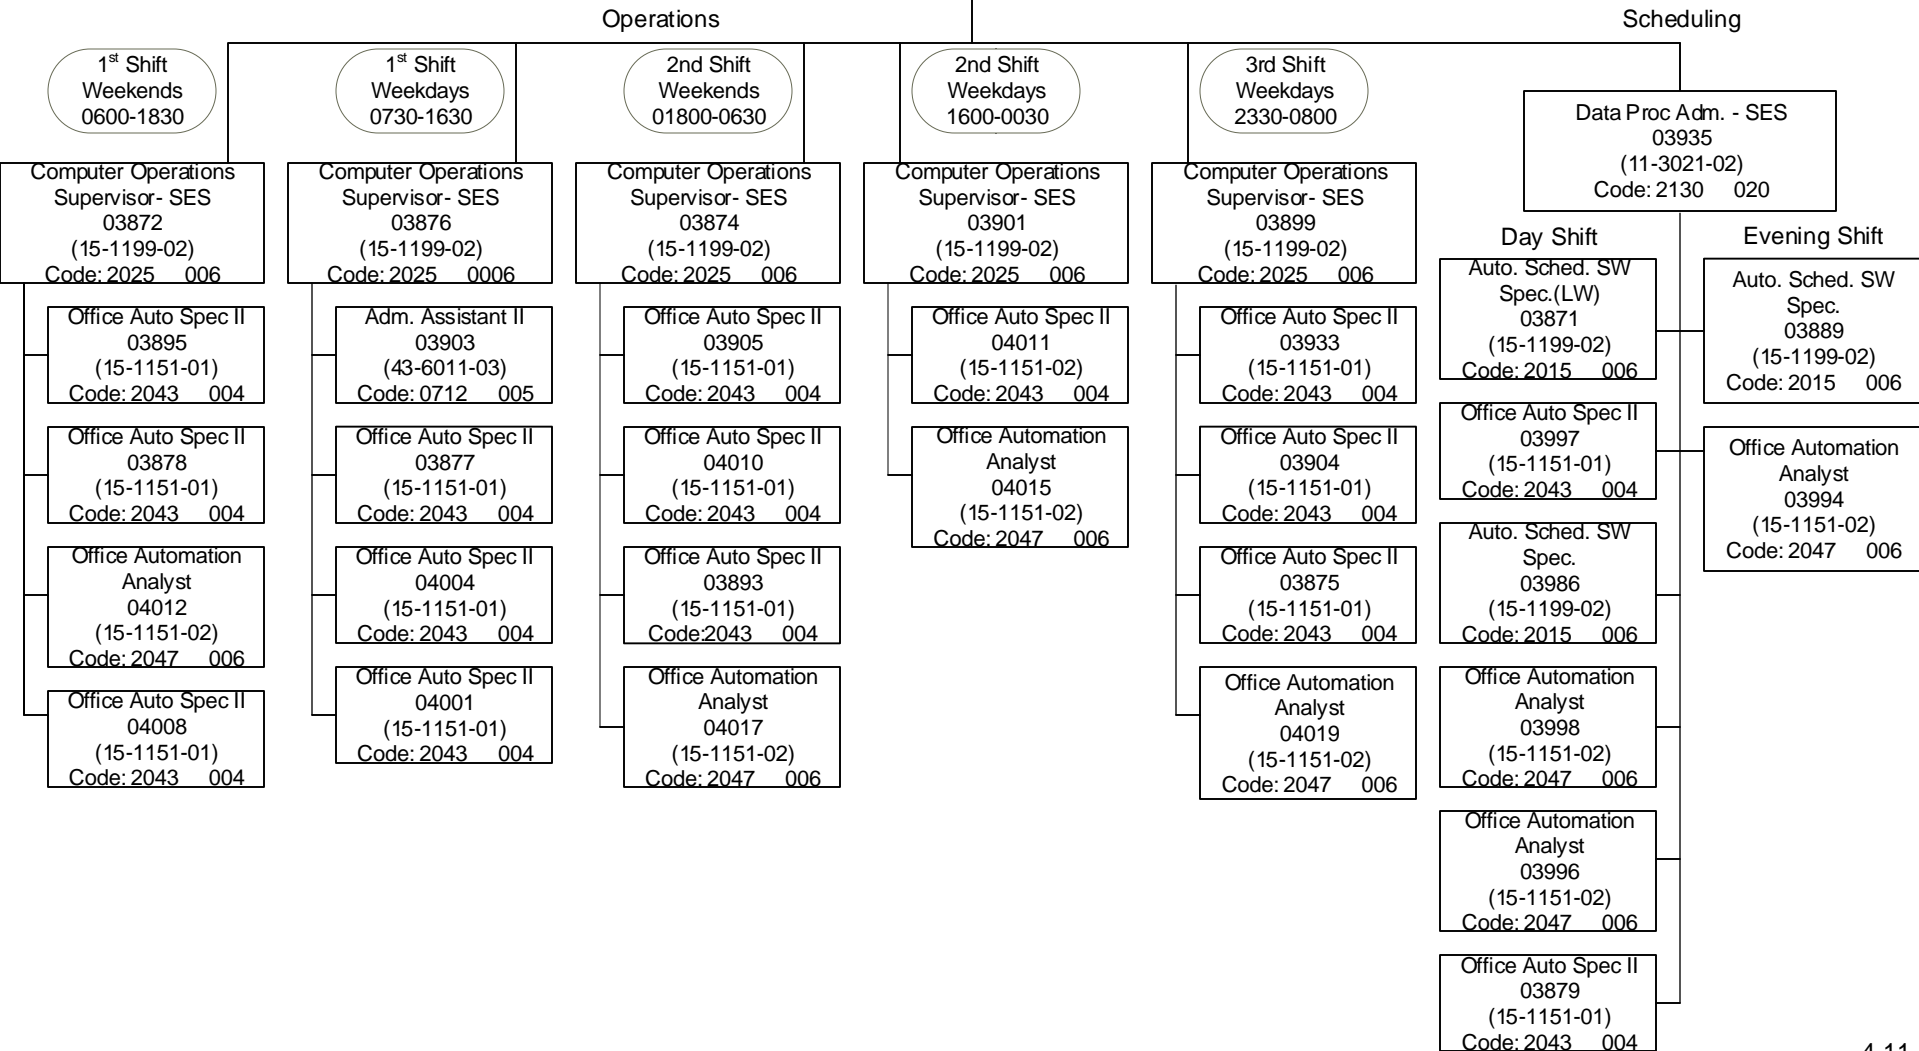 Operations
Scheduling
1st Shift
Weekends
0600-1830
1st Shift
Weekdays
0730-1630
2nd Shift
Weekends
01800-0630
2nd Shift
Weekdays
1600-0030
3rd Shift
Weekdays
2330-0800
Computer Operations
Supervisor- SES
03872
(15-1199-02)
Code: 2025 006
Office Auto Spec II
03895
(15-1151-01)
Code: 2043 004
Office Auto Spec II
03878
(15-1151-01)
Code: 2043 004
Office Automation
Analyst
04012
(15-1151-02)
Code: 2047 006
Office Auto Spec II
04008
(15-1151-01)
Code: 2043 004
Computer Operations
Supervisor- SES
03876
(15-1199-02)
Code: 2025 0006
Adm. Assistant II
03903
(43-6011-03)
Code: 0712 005
Office Auto Spec II
03877
(15-1151-01)
Code: 2043 004
Office Auto Spec II
04004
(15-1151-01)
Code: 2043 004
Office Auto Spec II
04001
(15-1151-01)
Code: 2043 004
Computer Operations
Supervisor- SES
03874
(15-1199-02)
Code: 2025 006
Office Auto Spec II
03905
(15-1151-01)
Code: 2043 004
Office Auto Spec II
04010
(15-1151-01)
Code: 2043 004
Office Auto Spec II
03893
(15-1151-01)
Code:2043 004
Office Automation
Analyst
04017
(15-1151-02)
Code: 2047 006
Computer Operations
Supervisor- SES
03901
(15-1199-02)
Code: 2025 006
Office Auto Spec II
04011
(15-1151-02)
Code: 2043 004
Office Automation
Analyst
04015
(15-1151-02)
Code: 2047 006
Computer Operations
Supervisor- SES
03899
(15-1199-02)
Code: 2025 006
Office Auto Spec II
03933
(15-1151-01)
Code: 2043 004
Office Auto Spec II
03904
(15-1151-01)
Code: 2043 004
Office Auto Spec II
03875
(15-1151-01)
Code: 2043 004
Office Automation
Analyst
04019
(15-1151-02)
Code: 2047 006
Data Proc Adm. - SES
03935
(11-3021-02)
Code: 2130 020
Day Shift
Auto. Sched. SW
Spec.(LW)
03871
(15-1199-02)
Code: 2015 006
Office Auto Spec II
03997
(15-1151-01)
Code: 2043 004
Auto. Sched. SW
Spec.
03986
(15-1199-02)
Code: 2015 006
Office Automation
Analyst
03998
(15-1151-02)
Code: 2047 006
Office Automation
Analyst
03996
(15-1151-02)
Code: 2047 006
Office Auto Spec II
03879
(15-1151-01)
Code: 2043 004
Evening Shift
Auto. Sched. SW
Spec.
03889
(15-1199-02)
Code: 2015 006
Office Automation
Analyst
03994
(15-1151-02)
Code: 2047 006